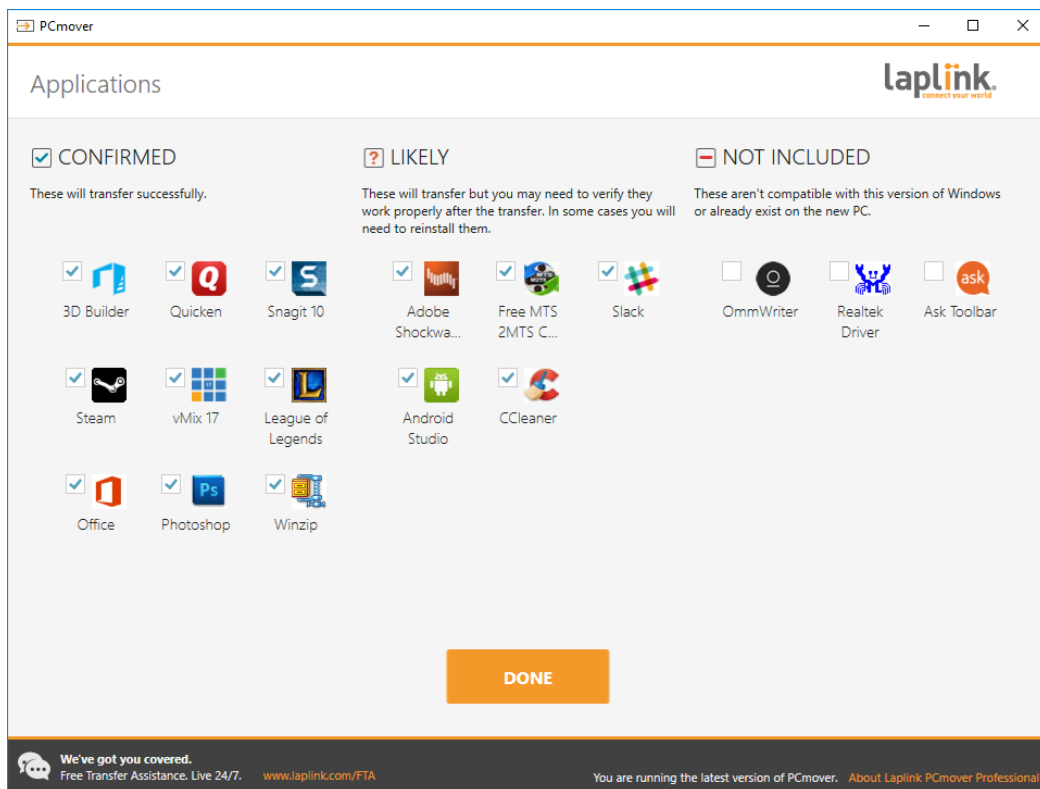 PCmover
Applications
laplink.
connect your world
CONFIRMED
These will transfer successfully.
3D Builder
Quicken
Snagit 10
Steam
vMix 17
League of
Legends
Office
Photoshop
Winzip
? LIKELY
These will transfer but you may need to verify they
work properly after the transfer. In some cases you will
need to reinstall them.
Adobe
Shockwa...
Free MTS
2MTS C...
Slack
Android
Studio
CCleaner
NOT INCLUDED
These aren't compatible with this version of Windows
or already exist on the new PC.
OmmWriter
Realtek
Driver
ask
Ask Toolbar
DONE
We've got you covered.
Free Transfer Assistance. Live 24/7. www.laplink.com/FTA
You are running the latest version of PCmover. About Laplink PCmover Professional